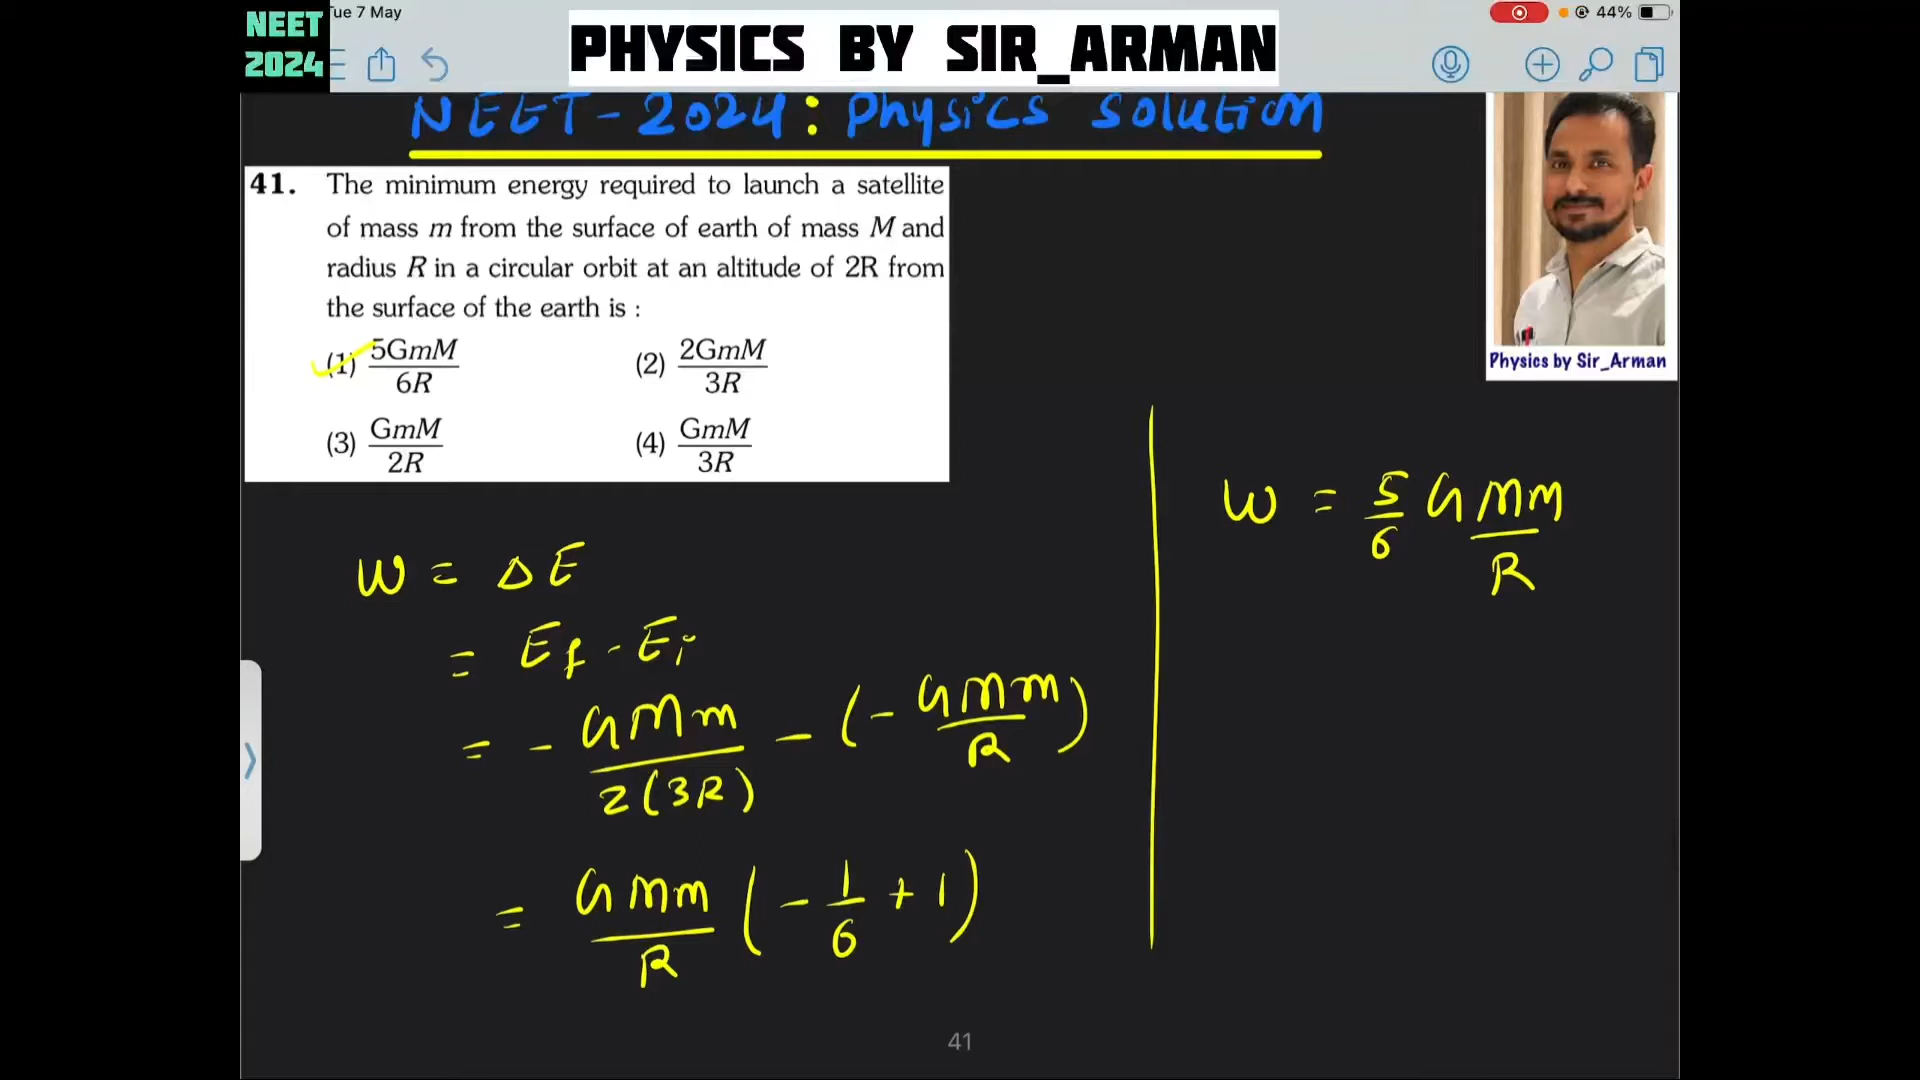 NEET
2024
Tue 7 May
PHYSICS BY SIR_ARMAN
44%
NEET-2024: Physics Solution
41. The minimum energy required to launch a satellite
of mass m from the surface of earth of mass M and
radius R in a circular orbit at an altitude of 2R from
the surface of the earth is :
(1) 5GmM/6R (2) 2GmM/3R
(3) GmM/2R (4) GmM/3R
Physics by Sir_Arman
W = ΔE
= Ef - Ei
= - GMm/2(3R) - (- GMm/R)
= GMm/R (- 1/6 + 1)
W = 5/6 GMm/R
41